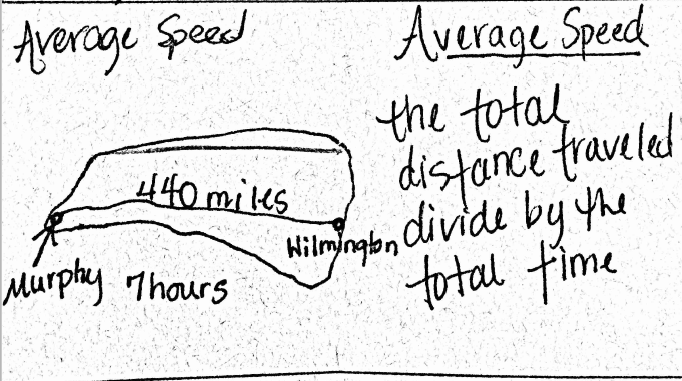 Average Speed
440 miles
Wilmington
Murphy 7hours
Average Speed
the total
distance traveled
divide by the
total time